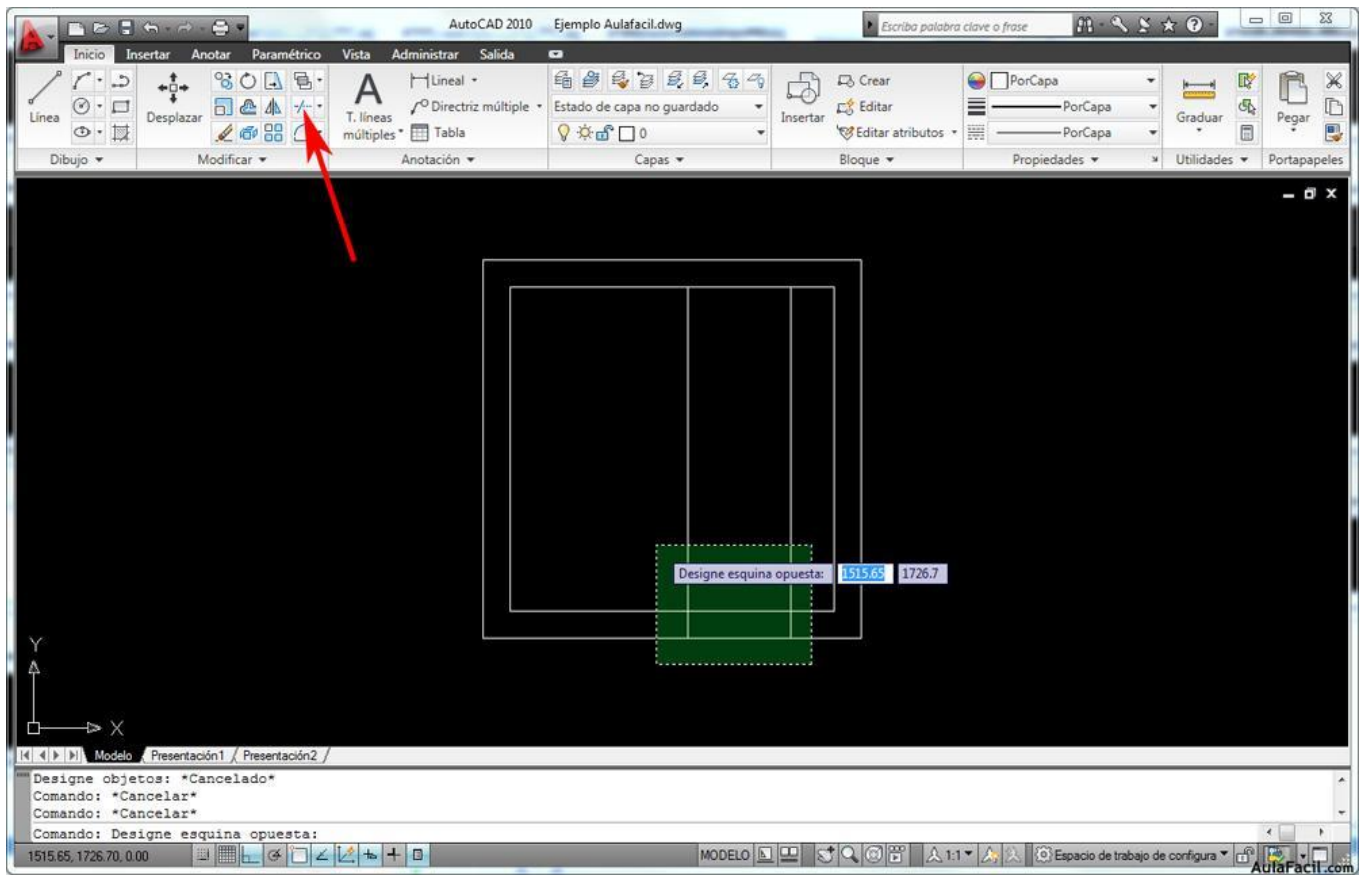 AutoCAD 2010 Ejemplo Aulafacil.dwg Escriba palabra clave o frase
Inicio Insertar Anotar Paramétrico Vista Administrar Salida
Línea
Desplazar
T. líneas múltiples
Lineal
Directriz múltiple
Tabla
Estado de capa no guardado
0
Insertar
Crear
Editar
Editar atributos
PorCapa
PorCapa
PorCapa
Graduar
Pegar
Dibujo Modificar Anotación Capas Bloque Propiedades Utilidades Portapapeles
Designe esquina opuesta: 1515.65 1726.7
Y
X
Modelo Presentación1 Presentación2
Designe objetos: *Cancelado*
Comando: *Cancelar*
Comando: *Cancelar*
Comando: Designe esquina opuesta:
1515.65, 1726.70, 0.00 MODELO 1:1 Espacio de trabajo de configura
AulaFacil.com